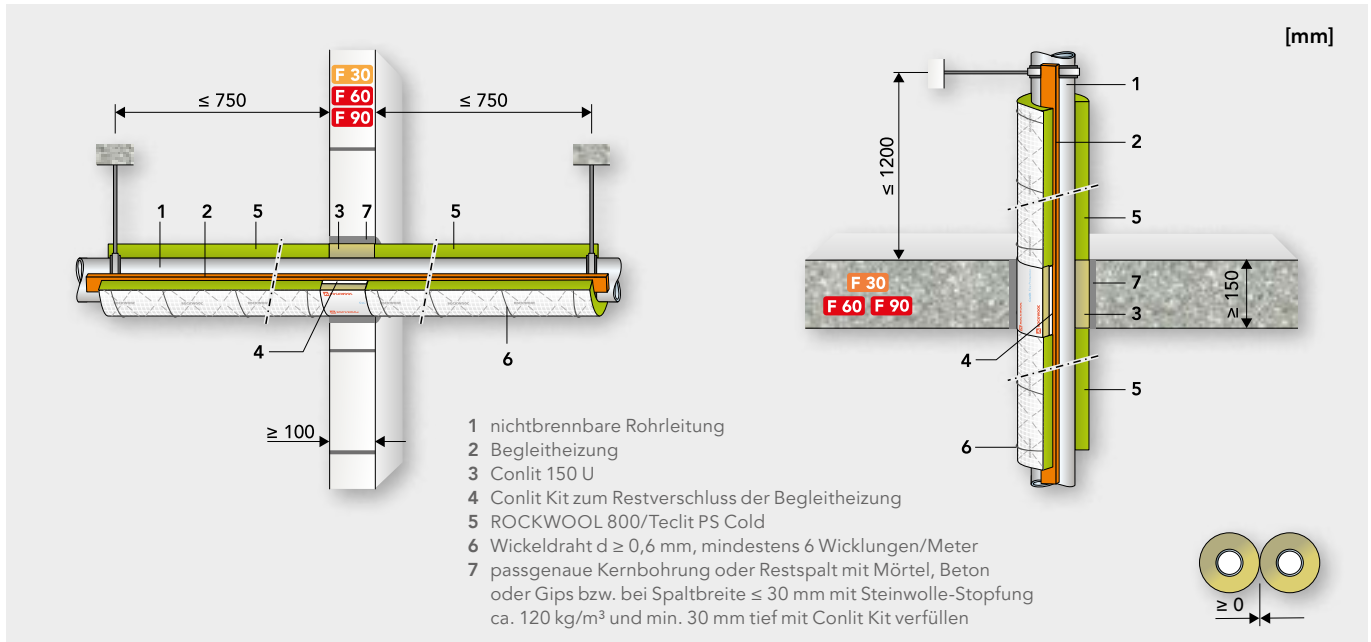 [mm]
F 30
F 60
F 90
≤ 750
≤ 750
1 2 5 3 7 5
4
6
≥ 100
≤ 1200
1
2
5
F 30
F 60 F 90
7
≥ 150
3
4
5
6
1 nichtbrennbare Rohrleitung
2 Begleitheizung
3 Conlit 150 U
4 Conlit Kit zum Restverschluss der Begleitheizung
5 ROCKWOOL 800/Teclit PS Cold
6 Wickeldraht d ≥ 0,6 mm, mindestens 6 Wicklungen/Meter
7 passgenaue Kernbohrung oder Restspalt mit Mörtel, Beton
oder Gips bzw. bei Spaltbreite ≤ 30 mm mit Steinwolle-Stopfung
ca. 120 kg/m³ und min. 30 mm tief mit Conlit Kit verfüllen
≥ 0